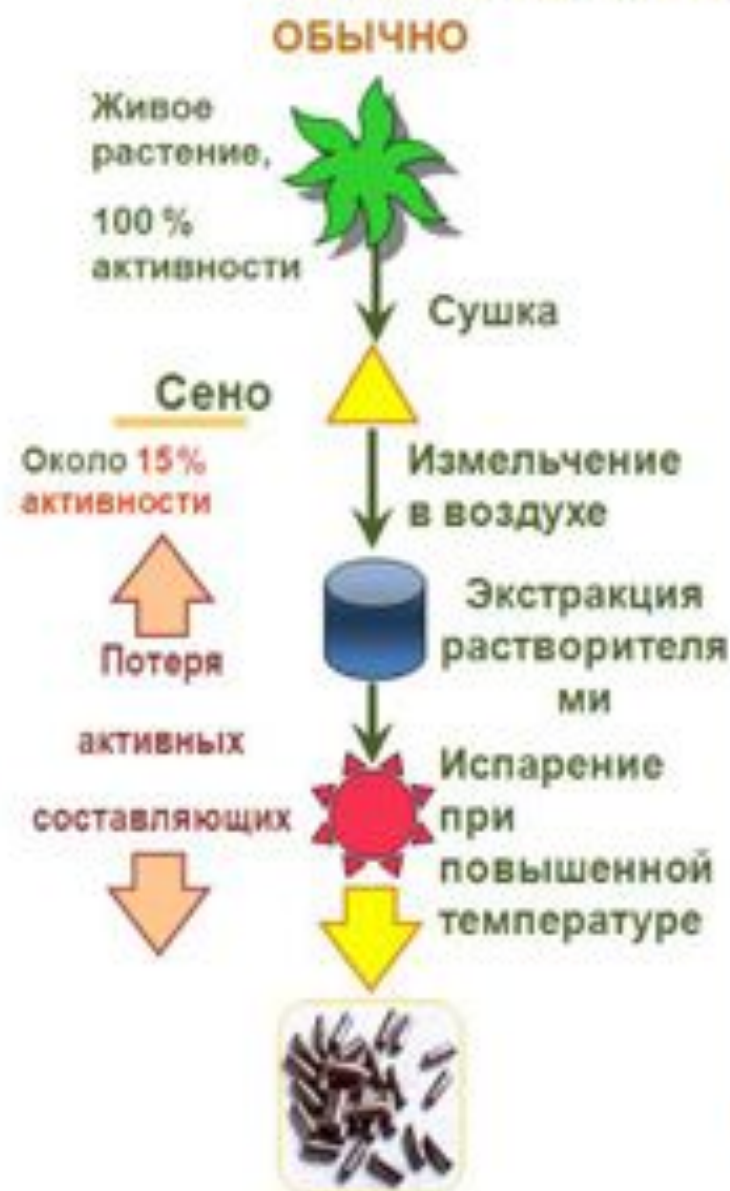 ОБЫЧНО
Живое
растение,
100 %
активности
Сушка
Сено
Около 15%
активности
Измельчение
в воздухе
Экстракция
растворителя
ми
Потеря
активных
составляющих
Испарение
при
повышенной
температуре